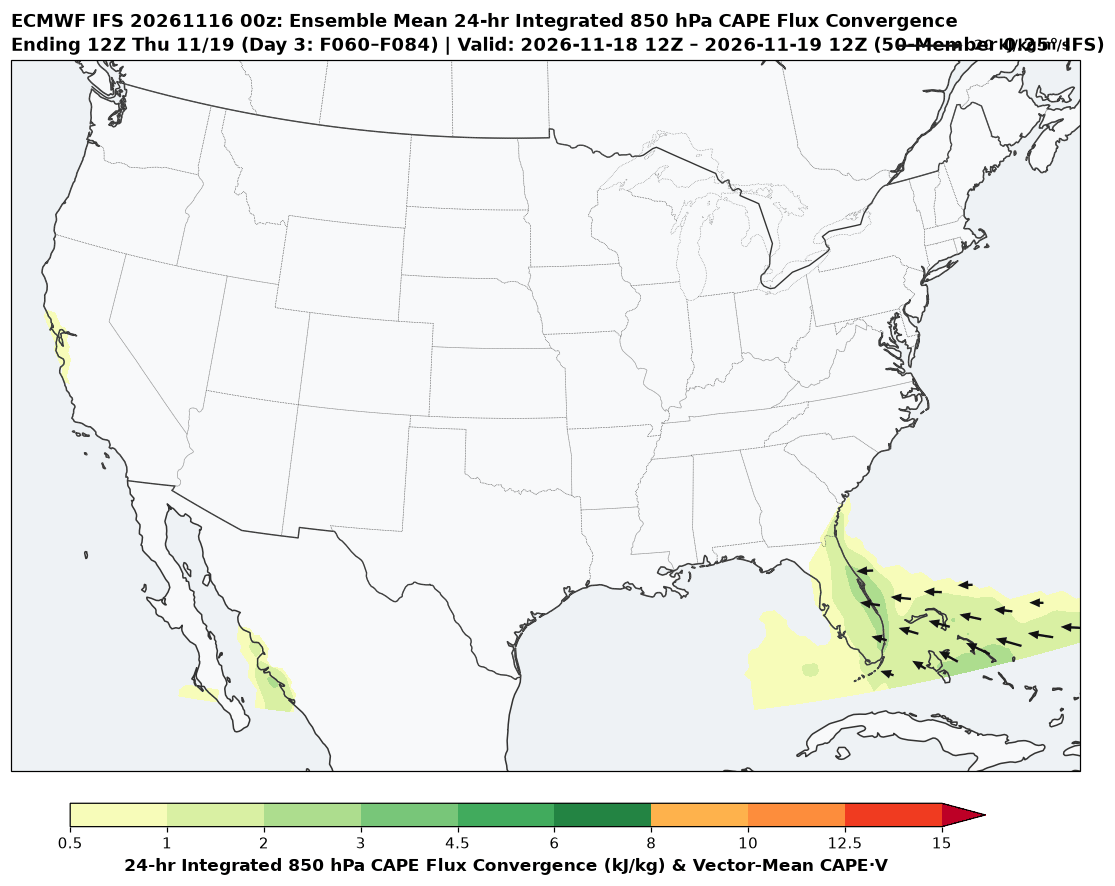 ECMWF IFS 20261116 00z: Ensemble Mean 24-hr Integrated 850 hPa CAPE Flux Convergence
Ending 12Z Thu 11/19 (Day 3: F060–F084) | Valid: 2026-11-18 12Z – 2026-11-19 12Z (50-Member 0.25° IFS)
0.5 1 2 3 4.5 6 8 10 12.5 15
24-hr Integrated 850 hPa CAPE Flux Convergence (kJ/kg) & Vector-Mean CAPE·V